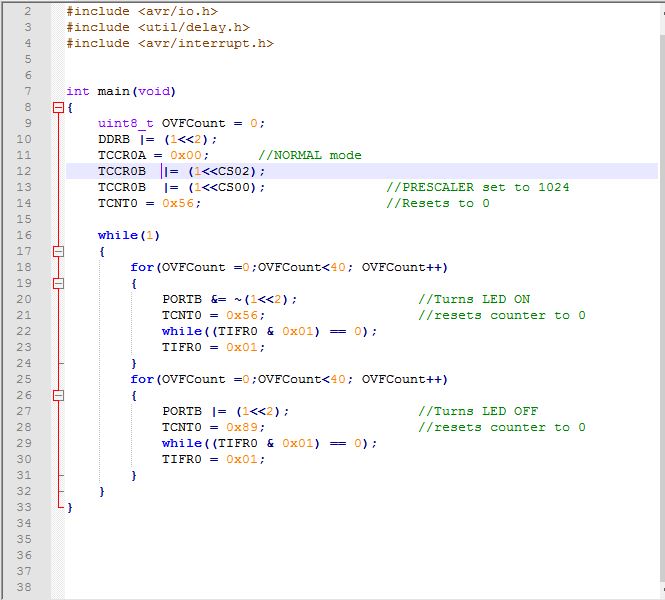 2 #include <avr/io.h>
3 #include <util/delay.h>
4 #include <avr/interrupt.h>
5
6
7 int main(void)
8 {
9 uint8_t OVFCount = 0;
10 DDRB |= (1<<2);
11 TCCR0A = 0x00; //NORMAL mode
12 TCCR0B |= (1<<CS02);
13 TCCR0B |= (1<<CS00); //PRESCALER set to 1024
14 TCNT0 = 0x56; //Resets to 0
15
16 while(1)
17 {
18 for(OVFCount =0;OVFCount<40; OVFCount++)
19 {
20 PORTB &= ~(1<<2); //Turns LED ON
21 TCNT0 = 0x56; //resets counter to 0
22 while((TIFR0 & 0x01) == 0);
23 TIFR0 = 0x01;
24 }
25 for(OVFCount =0;OVFCount<40; OVFCount++)
26 {
27 PORTB |= (1<<2); //Turns LED OFF
28 TCNT0 = 0x89; //resets counter to 0
29 while((TIFR0 & 0x01) == 0);
30 TIFR0 = 0x01;
31 }
32 }
33 }
34
35
36
37
38